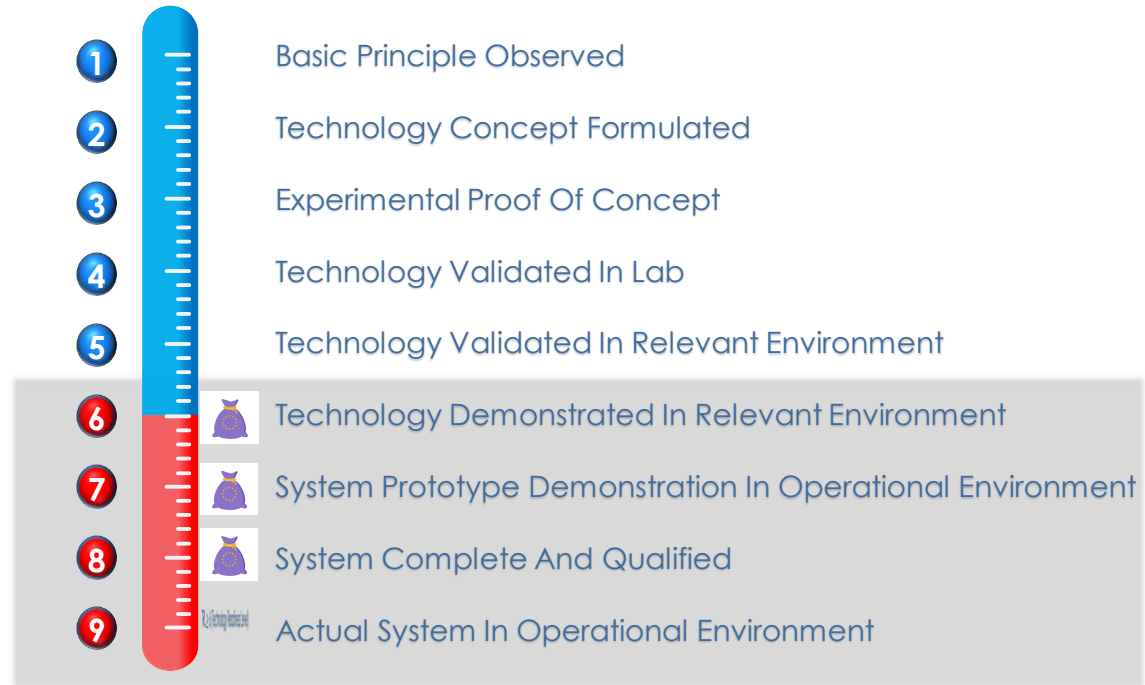 1 Basic Principle Observed
2 Technology Concept Formulated
3 Experimental Proof Of Concept
4 Technology Validated In Lab
5 Technology Validated In Relevant Environment
6 Technology Demonstrated In Relevant Environment
7 System Prototype Demonstration In Operational Environment
8 System Complete And Qualified
9 Actual System In Operational Environment